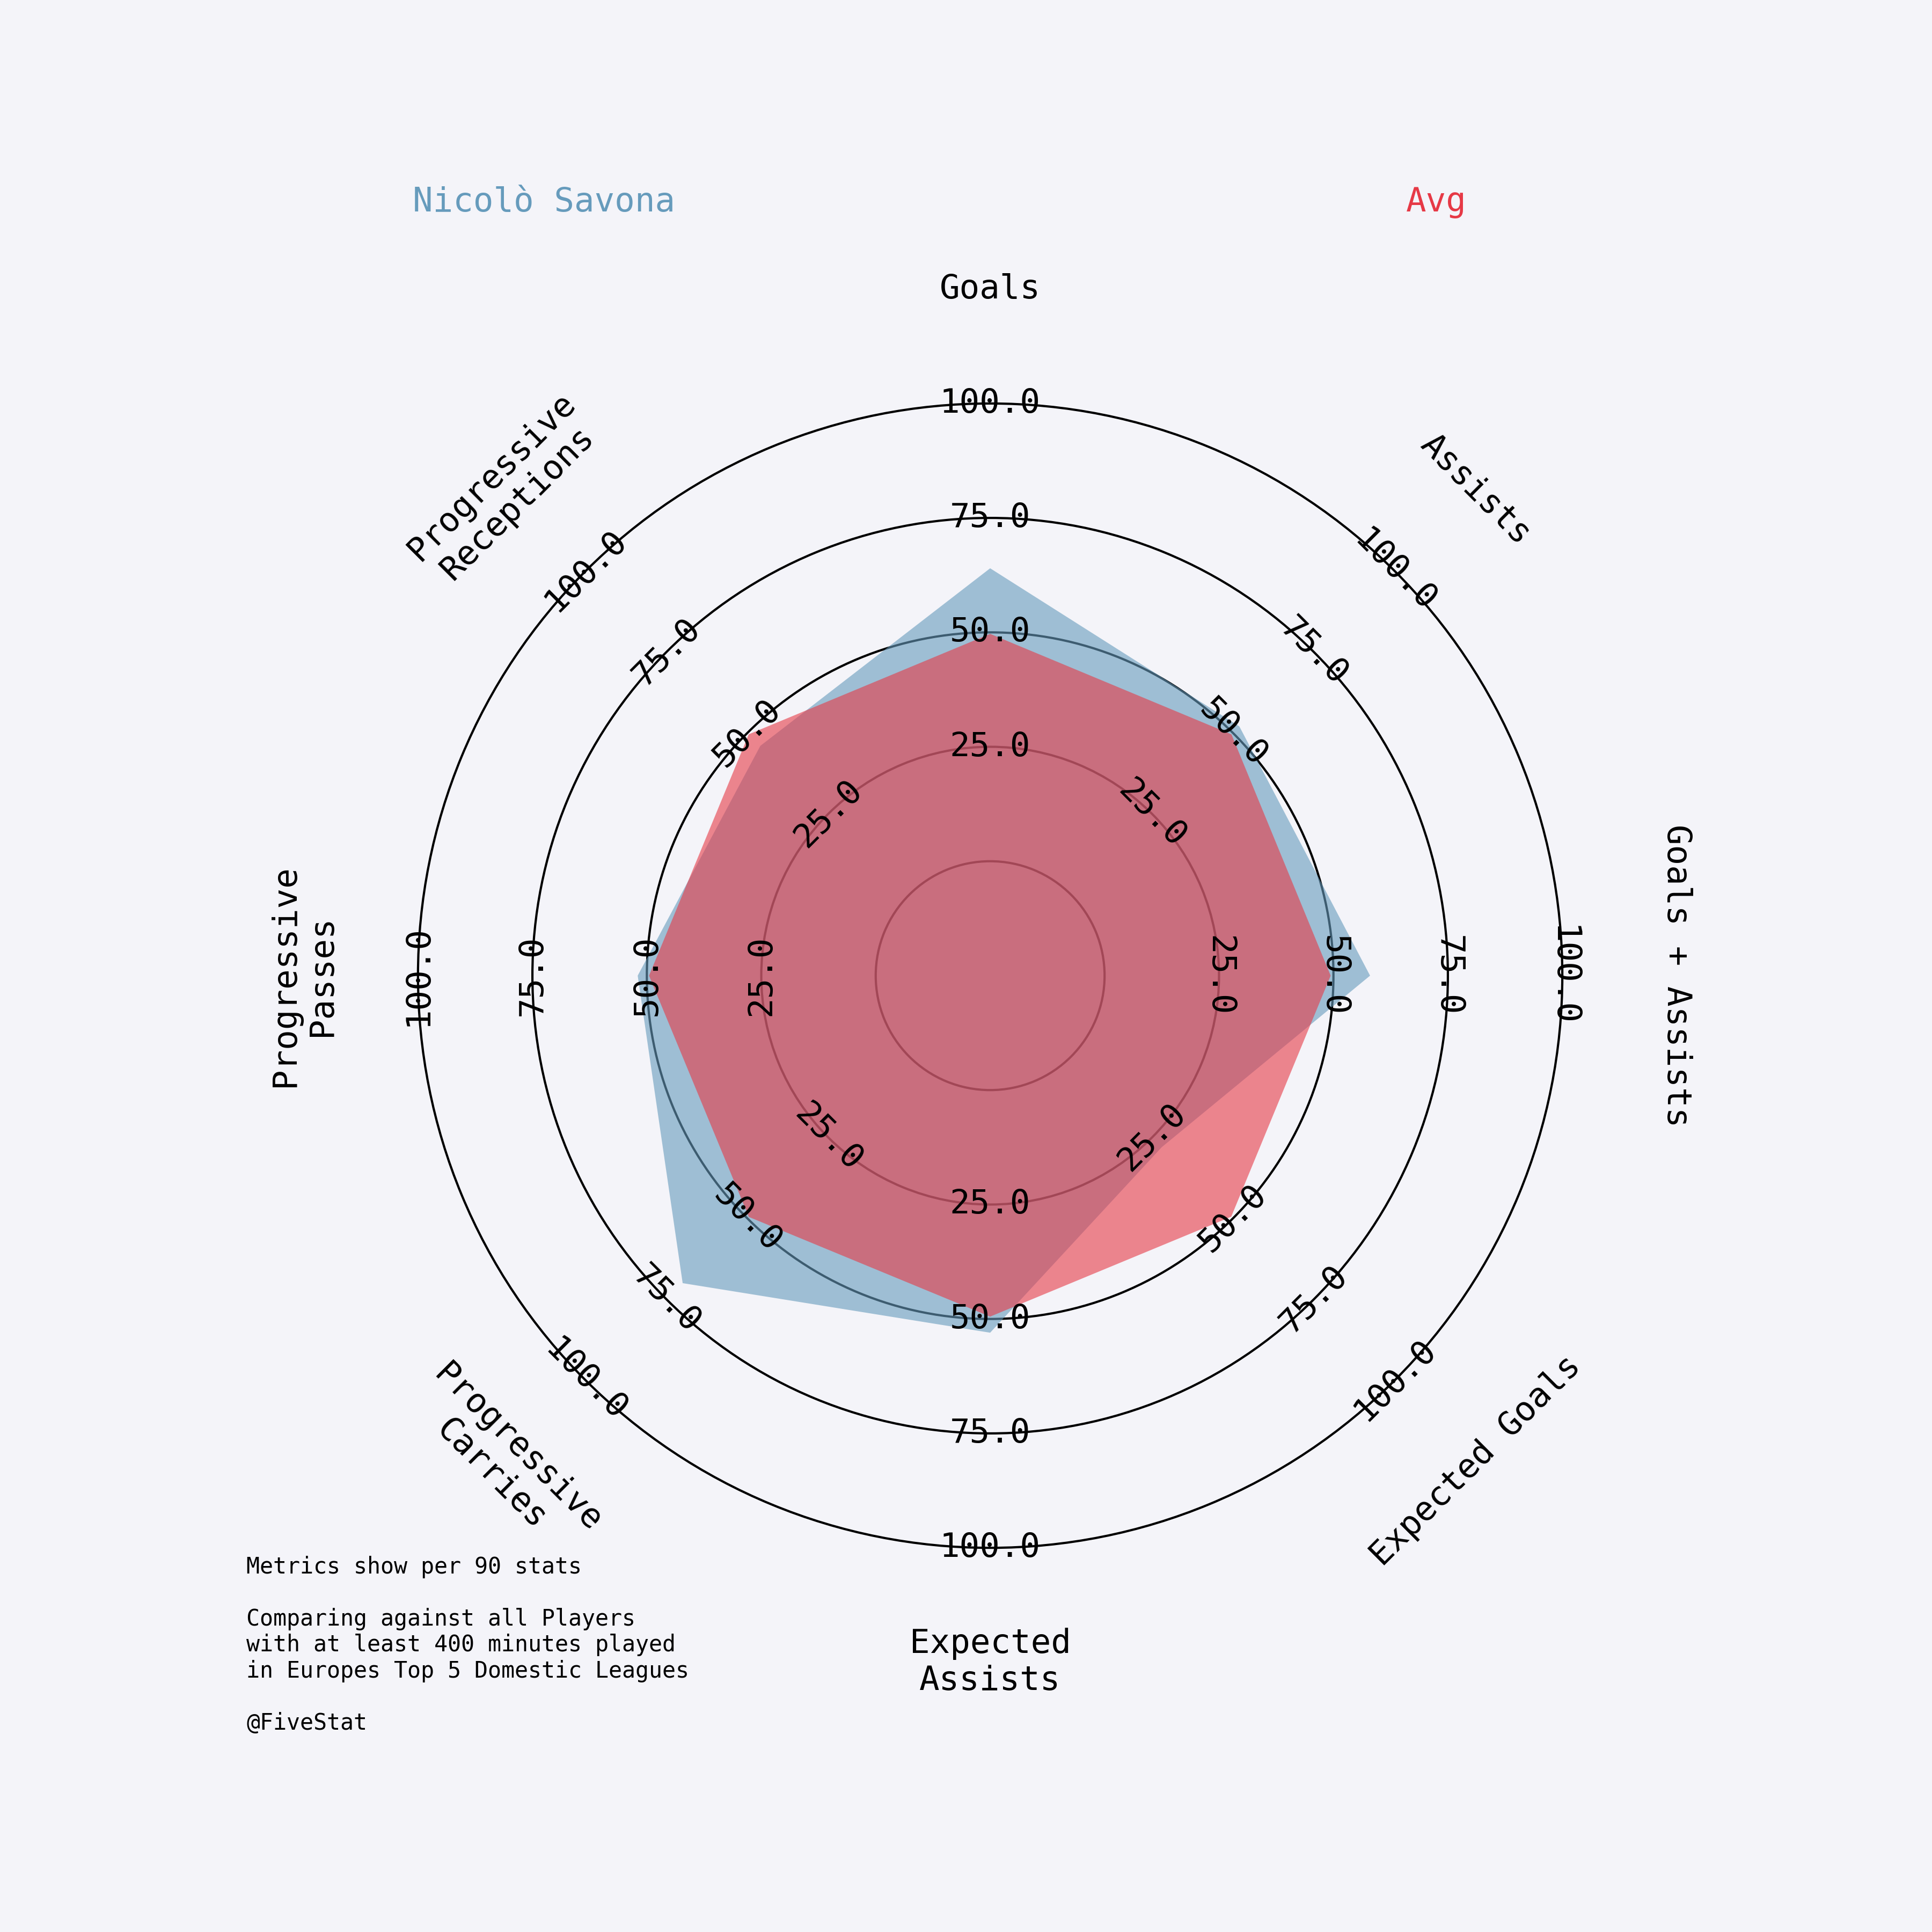 Nicolò Savona
Avg
Goals
Assists
Goals + Assists
Expected Goals
Expected
Assists
Progressive
Carries
Progressive
Passes
Progressive
Receptions
25.0
50.0
75.0
100.0
25.0
50.0
75.0
100.0
25.0
50.0
75.0
100.0
25.0
50.0
75.0
100.0
25.0
50.0
75.0
100.0
25.0
50.0
75.0
100.0
25.0
50.0
75.0
100.0
25.0
50.0
75.0
100.0
Metrics show per 90 stats
Comparing against all Players
with at least 400 minutes played
in Europes Top 5 Domestic Leagues
@FiveStat